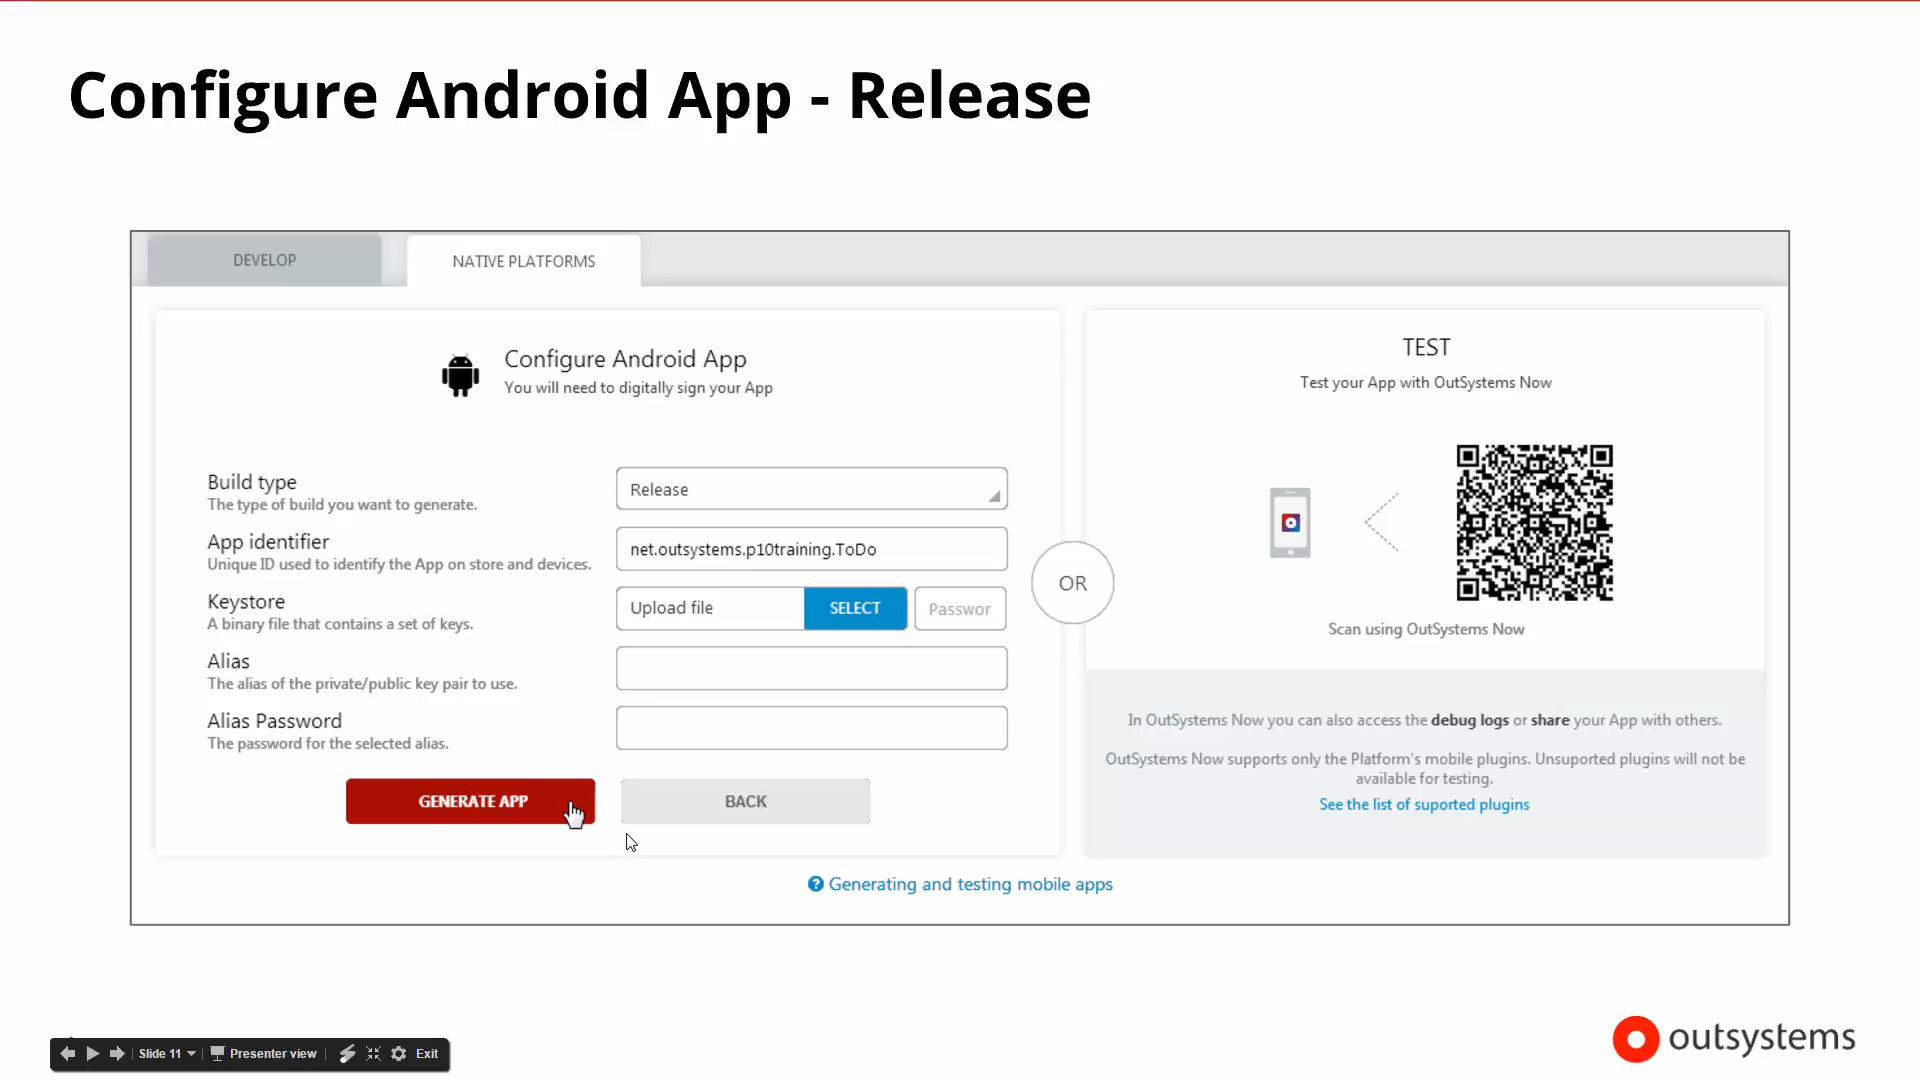 Configure Android App - Release
DEVELOP
NATIVE PLATFORMS
Configure Android App
You will need to digitally sign your App
Build type
The type of build you want to generate.
Release
App identifier
Unique ID used to identify the App on store and devices.
net.outsystems.p10training.ToDo
Keystore
A binary file that contains a set of keys.
Upload file
SELECT
Passwor
Alias
The alias of the private/public key pair to use.
Alias Password
The password for the selected alias.
GENERATE APP
BACK
OR
TEST
Test your App with OutSystems Now
Scan using OutSystems Now
In OutSystems Now you can also access the debug logs or share your App with others.
OutSystems Now supports only the Platform's mobile plugins. Unsuported plugins will not be
available for testing.
See the list of suported plugins
Generating and testing mobile apps
Slide 11
Presenter view
Exit
outsystems